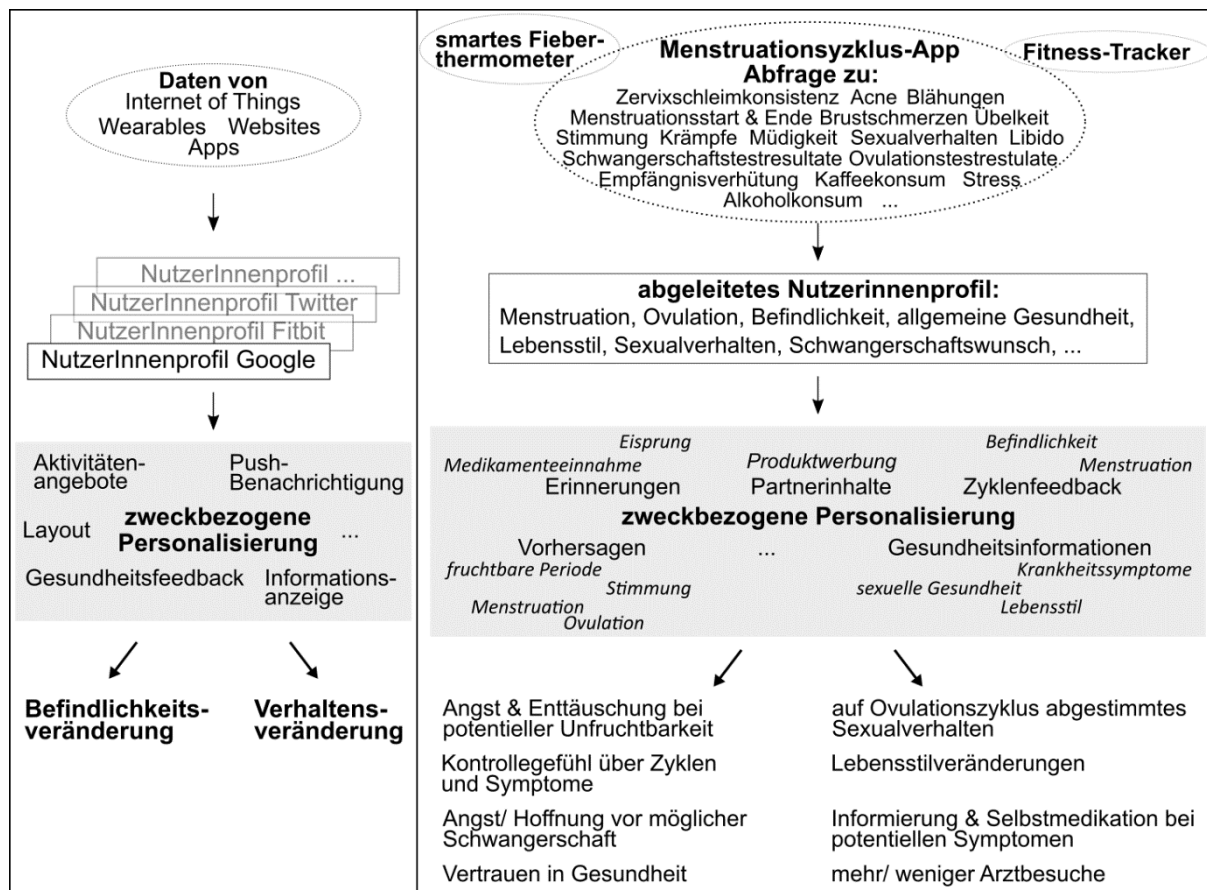 Daten von
Internet of Things
Wearables Websites
Apps
NutzerInnenprofil ...
NutzerInnenprofil Twitter
NutzerInnenprofil Fitbit
NutzerInnenprofil Google
Aktivitäten-
angebote
Push-
Benachrichtigung
Layout
zweckbezogene
Personalisierung
...
Gesundheitsfeedback
Informations-
anzeige
Befindlichkeits-
veränderung
Verhaltens-
veränderung
smartes Fieber-
thermometer
Menstruationsyzklus-App
Abfrage zu:
Fitness-Tracker
Zervixschleimkonsistenz Acne Blähungen
Menstruationsstart & Ende Brustschmerzen Übelkeit
Stimmung Krämpfe Müdigkeit Sexualverhalten Libido
Schwangerschaftstestresultate Ovulationstestrestulate
Empfängnisverhütung Kaffeekonsum Stress
Alkoholkonsum ...
abgeleitetes Nutzerinnenprofil:
Menstruation, Ovulation, Befindlichkeit, allgemeine Gesundheit,
Lebensstil, Sexualverhalten, Schwangerschaftswunsch, ...
Eisprung
Medikamenteeinnahme
Erinnerungen
Produktwerbung
Partnerinhalte
Befindlichkeit
Menstruation
Zyklenfeedback
zweckbezogene Personalisierung
Vorhersagen
fruchtbare Periode
Stimmung
Menstruation
Ovulation
...
Gesundheitsinformationen
Krankheitssymptome
sexuelle Gesundheit
Lebensstil
Angst & Enttäuschung bei
potentieller Unfruchtbarkeit
Kontrollegefühl über Zyklen
und Symptome
Angst/ Hoffnung vor möglicher
Schwangerschaft
Vertrauen in Gesundheit
auf Ovulationszyklus abgestimmtes
Sexualverhalten
Lebensstilveränderungen
Informierung & Selbstmedikation bei
potentiellen Symptomen
mehr/ weniger Arztbesuche